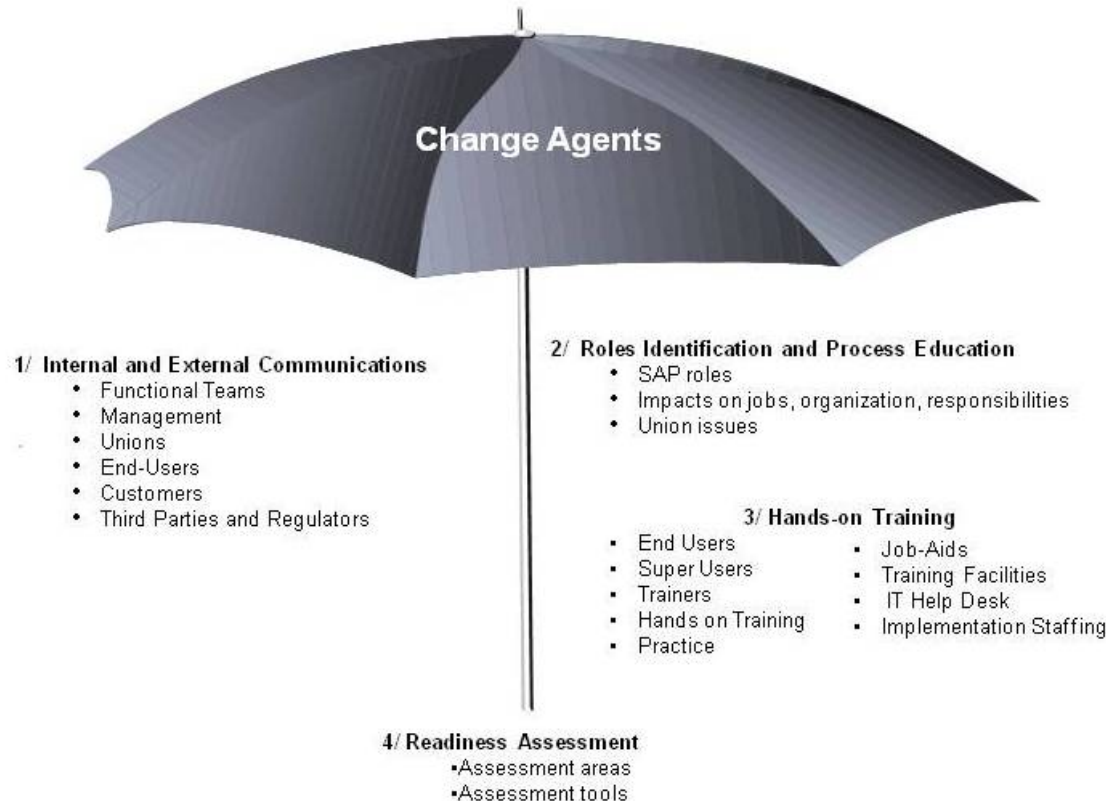 Change Agents
1/ Internal and External Communications
• Functional Teams
• Management
• Unions
• End-Users
• Customers
• Third Parties and Regulators
2/ Roles Identification and Process Education
• SAP roles
• Impacts on jobs, organization, responsibilities
• Union issues
3/ Hands-on Training
▪ End Users
▪ Super Users
▪ Trainers
▪ Hands on Training
▪ Practice
▪ Job-Aids
▪ Training Facilities
▪ IT Help Desk
▪ Implementation Staffing
4/ Readiness Assessment
▪Assessment areas
▪Assessment tools